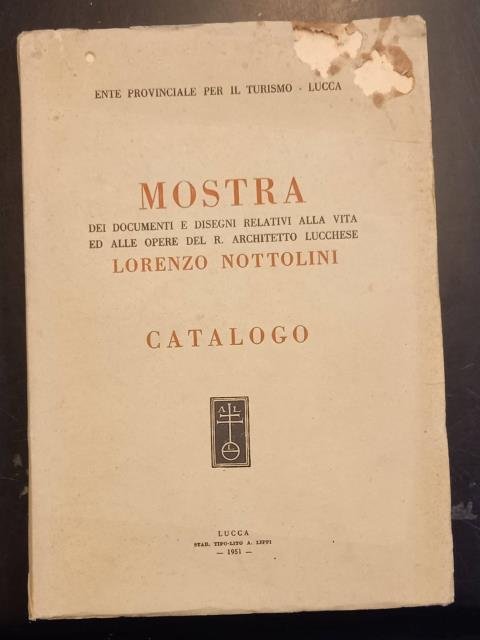 ENTE PROVINCIALE PER IL TURISMO - LUCCA
MOSTRA
DEI DOCUMENTI E DISEGNI RELATIVI ALLA VITA
ED ALLE OPERE DEL R. ARCHITETTO LUCCHESE
LORENZO NOTTOLINI
CATALOGO
A L
LUCCA
STAB. TIPO-LITO A. LIPPI
— 1951 —